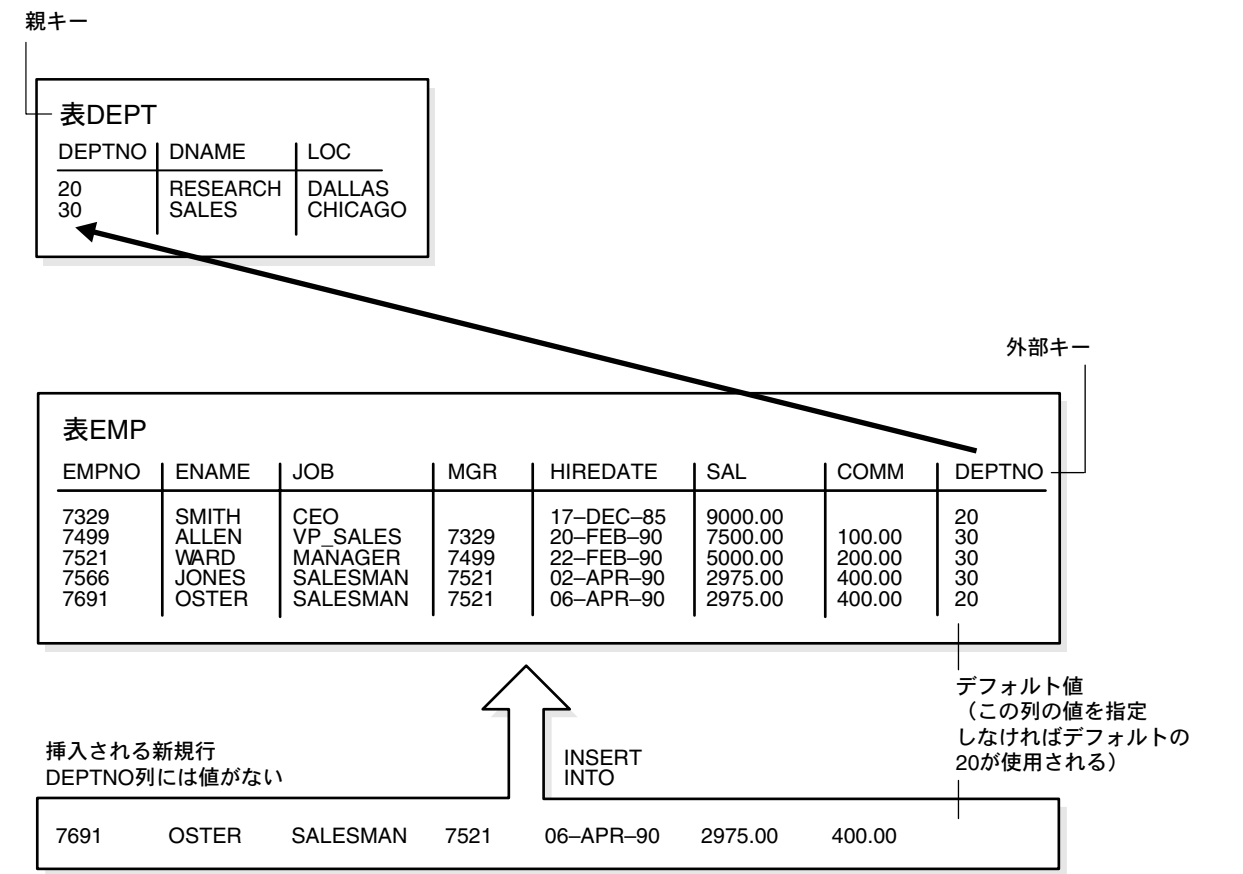 親キー
表DEPT
DEPTNO DNAME LOC
20 RESEARCH DALLAS
30 SALES CHICAGO
外部キー
表EMP
EMPNO ENAME JOB MGR HIREDATE SAL COMM DEPTNO
7329 SMITH CEO 17–DEC–85 9000.00 20
7499 ALLEN VP_SALES 7329 20–FEB–90 7500.00 100.00 30
7521 WARD MANAGER 7499 22–FEB–90 5000.00 200.00 30
7566 JONES SALESMAN 7521 02–APR–90 2975.00 400.00 30
7691 OSTER SALESMAN 7521 06–APR–90 2975.00 400.00 20
デフォルト値
（この列の値を指定
しなければデフォルトの
20が使用される）
挿入される新規行
DEPTNO列には値がない
INSERT
INTO
7691 OSTER SALESMAN 7521 06–APR–90 2975.00 400.00